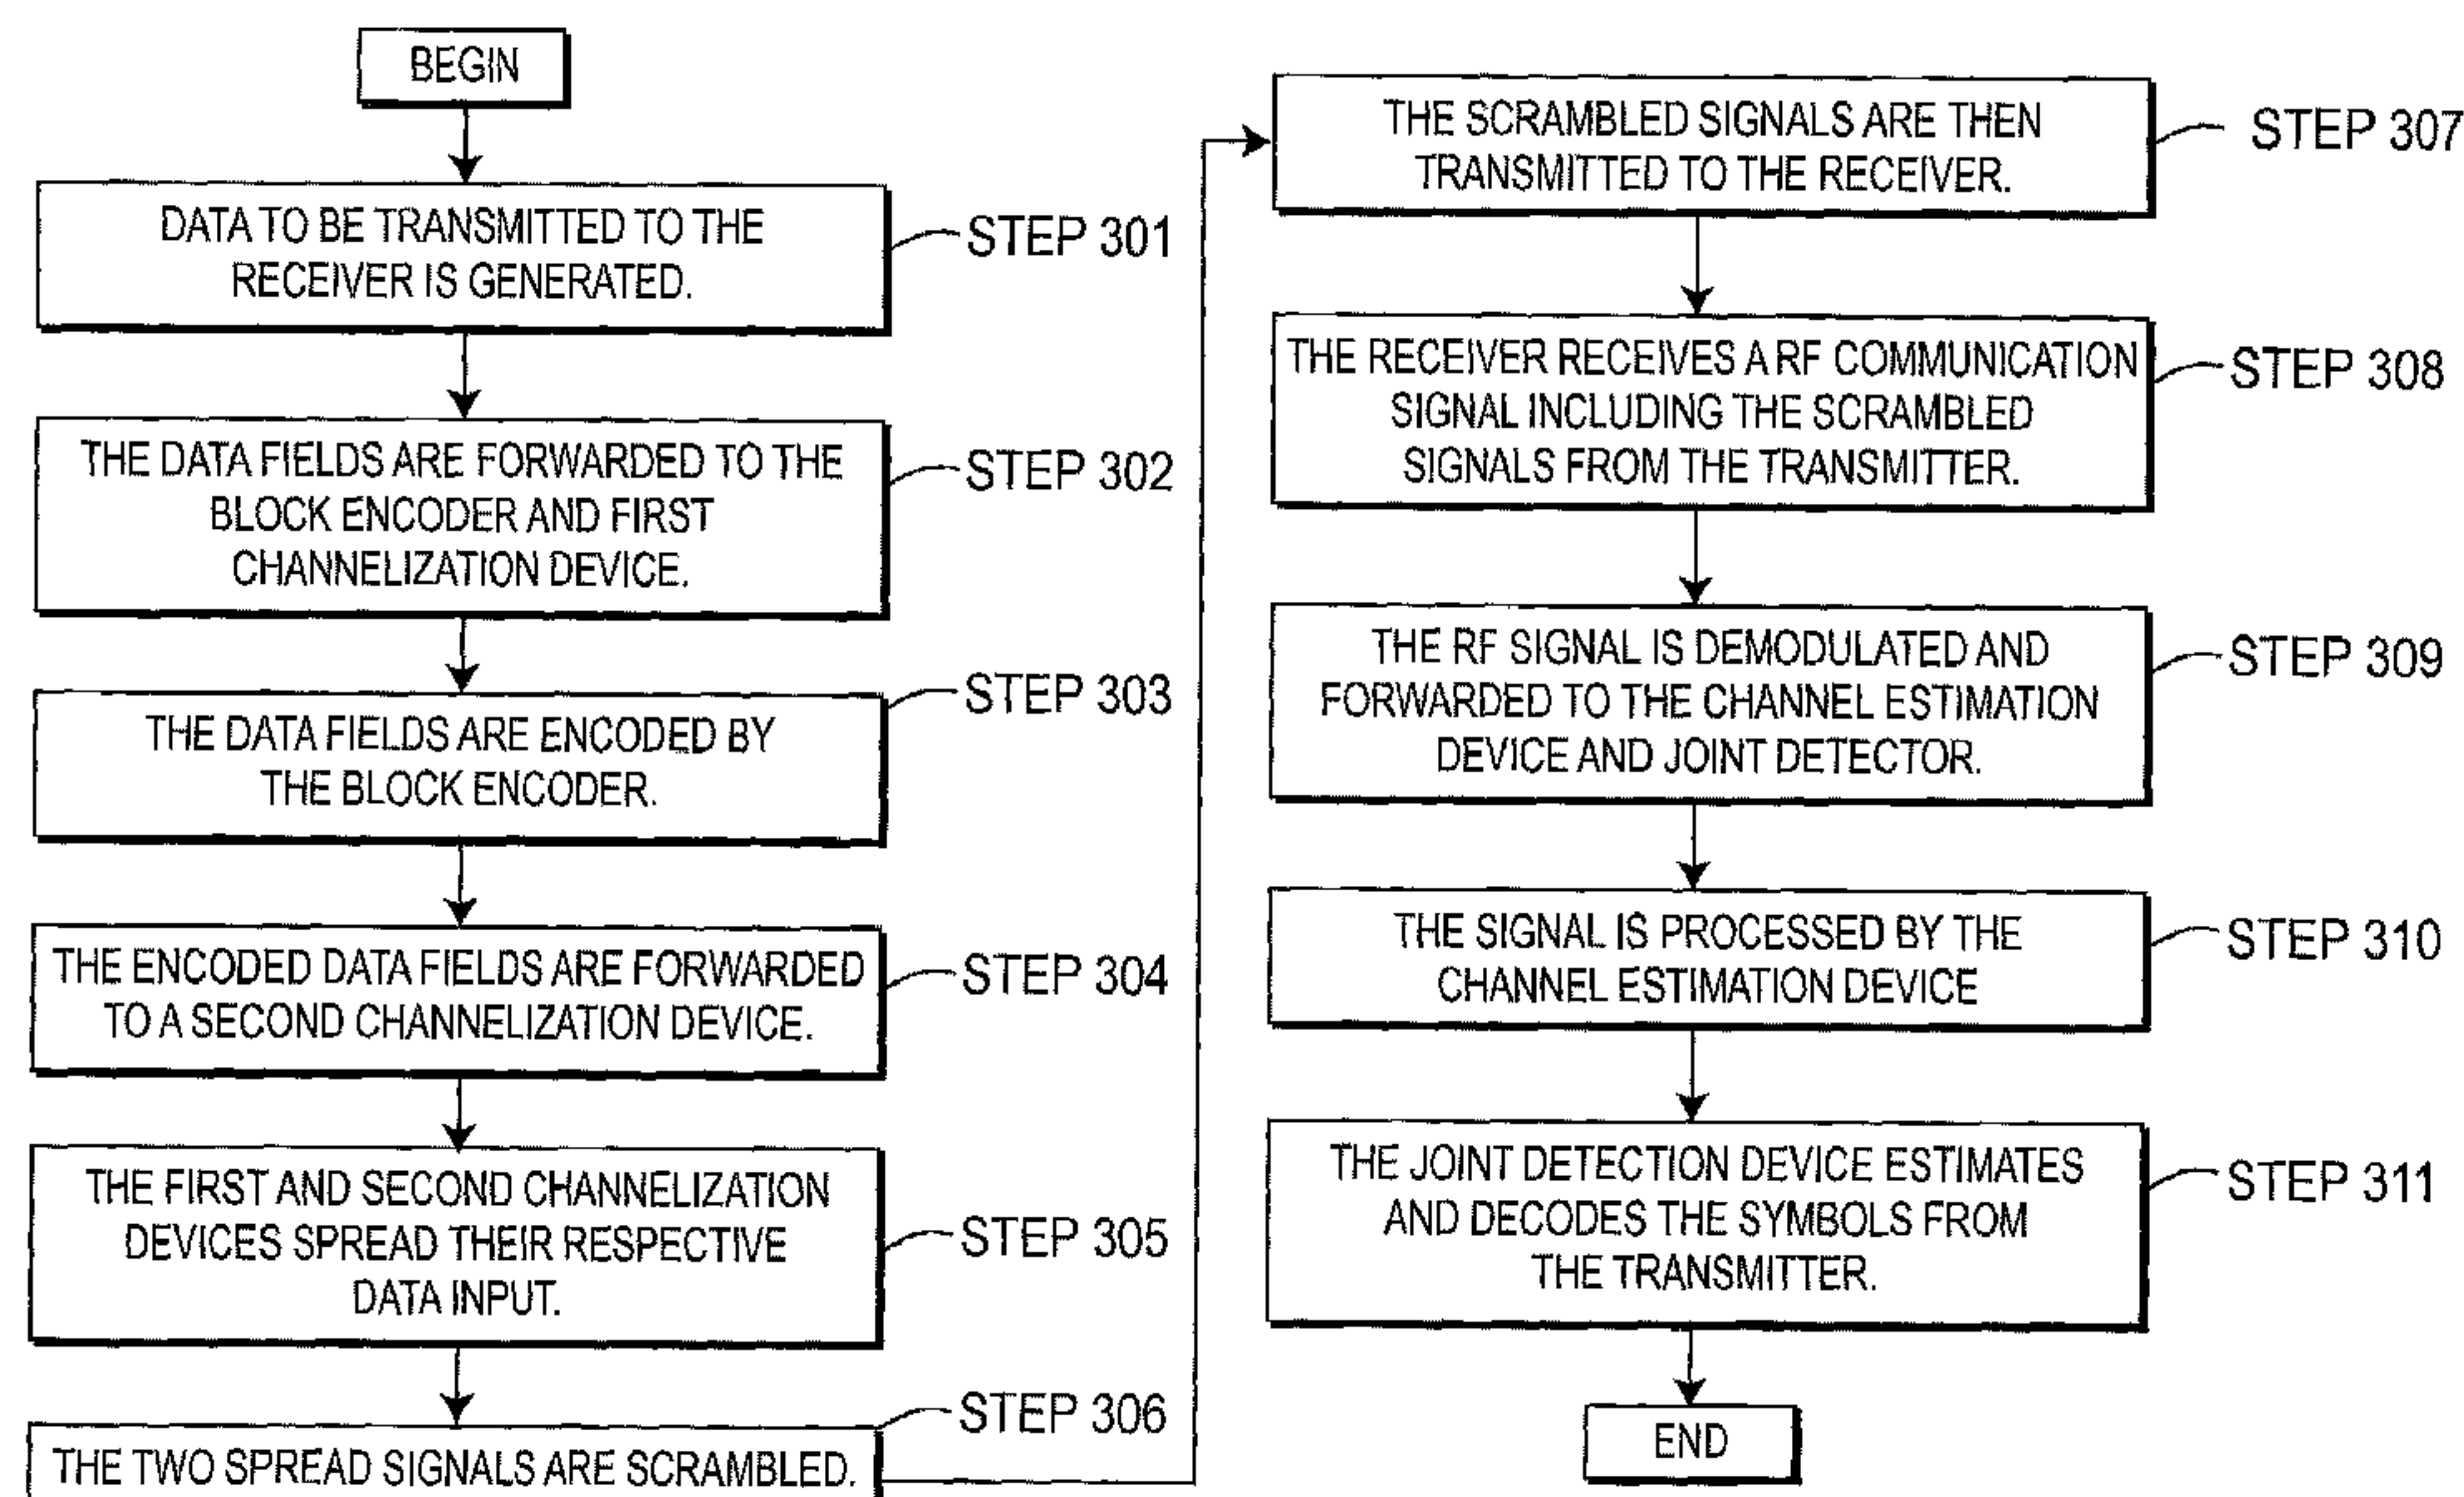 BEGIN
DATA TO BE TRANSMITTED TO THE
RECEIVER IS GENERATED.
STEP 301
THE DATA FIELDS ARE FORWARDED TO THE
BLOCK ENCODER AND FIRST
CHANNELIZATION DEVICE.
STEP 302
THE DATA FIELDS ARE ENCODED BY
THE BLOCK ENCODER.
STEP 303
THE ENCODED DATA FIELDS ARE FORWARDED
TO A SECOND CHANNELIZATION DEVICE.
STEP 304
THE FIRST AND SECOND CHANNELIZATION
DEVICES SPREAD THEIR RESPECTIVE
DATA INPUT.
STEP 305
THE TWO SPREAD SIGNALS ARE SCRAMBLED.
STEP 306
THE SCRAMBLED SIGNALS ARE THEN
TRANSMITTED TO THE RECEIVER.
STEP 307
THE RECEIVER RECEIVES A RF COMMUNICATION
SIGNAL INCLUDING THE SCRAMBLED
SIGNALS FROM THE TRANSMITTER.
STEP 308
THE RF SIGNAL IS DEMODULATED AND
FORWARDED TO THE CHANNEL ESTIMATION
DEVICE AND JOINT DETECTOR.
STEP 309
THE SIGNAL IS PROCESSED BY THE
CHANNEL ESTIMATION DEVICE
STEP 310
THE JOINT DETECTION DEVICE ESTIMATES
AND DECODES THE SYMBOLS FROM
THE TRANSMITTER.
STEP 311
END